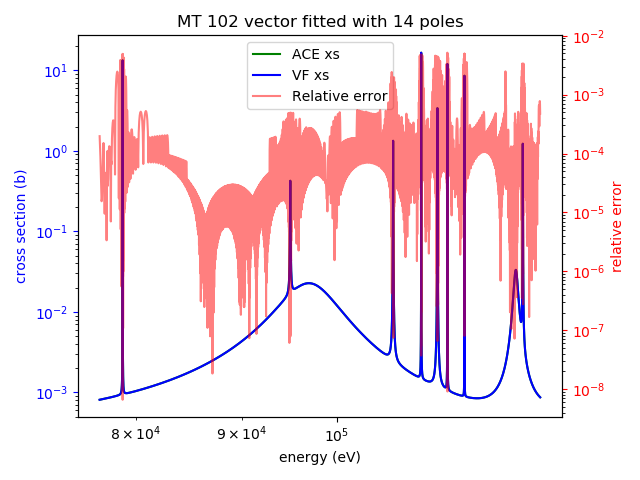 MT 102 vector fitted with 14 poles
ACE xs
VF xs
Relative error
cross section (b)
10¹
10⁰
10⁻¹
10⁻²
10⁻³
relative error
10⁻²
10⁻³
10⁻⁴
10⁻⁵
10⁻⁶
10⁻⁷
10⁻⁸
8 × 10⁴
9 × 10⁴
10⁵
energy (eV)